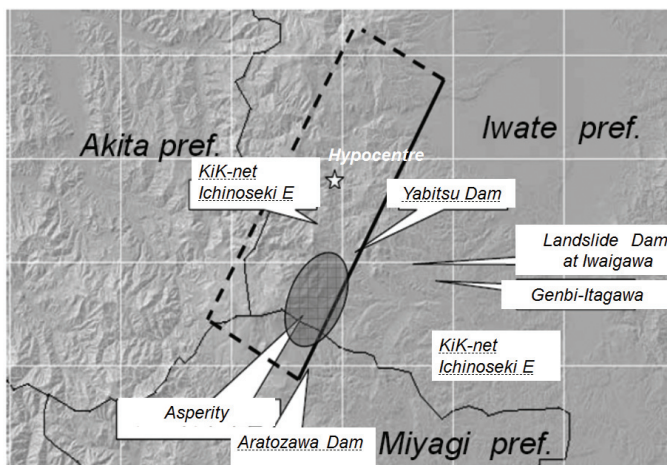 Akita pref.
Iwate pref.
Hypocentre
KiK-net
Ichinoseki E
Yabitsu Dam
Landslide Dam
at Iwaigawa
Genbi-Itagawa
KiK-net
Ichinoseki E
Asperity
Aratozawa Dam
Miyagi pref.